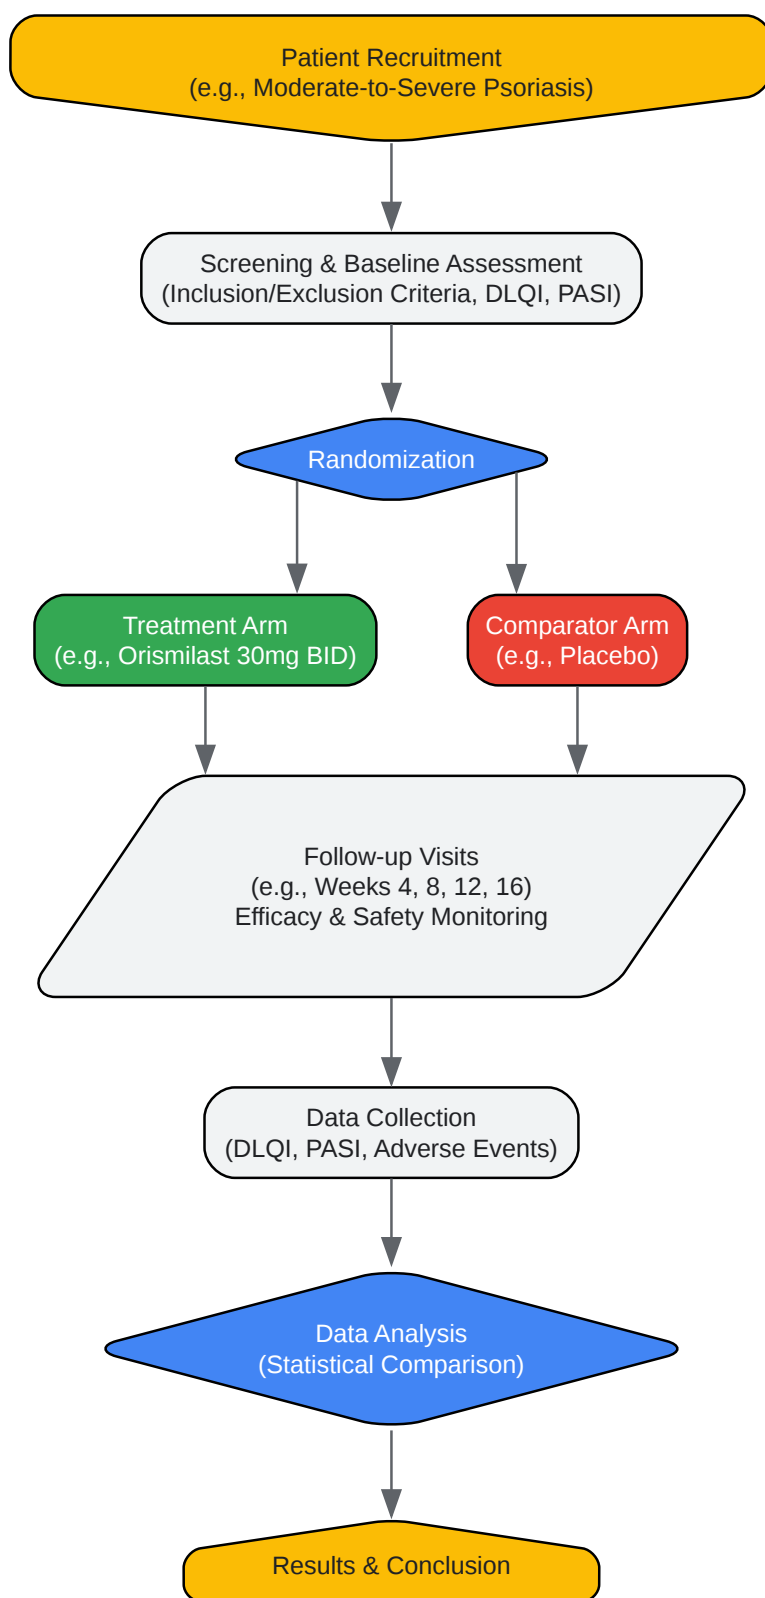 Patient Recruitment
(e.g., Moderate-to-Severe Psoriasis)
Screening & Baseline Assessment
(Inclusion/Exclusion Criteria, DLQI, PASI)
Randomization
Treatment Arm
(e.g., Orismilast 30mg BID)
Comparator Arm
(e.g., Placebo)
Follow-up Visits
(e.g., Weeks 4, 8, 12, 16)
Efficacy & Safety Monitoring
Data Collection
(DLQI, PASI, Adverse Events)
Data Analysis
(Statistical Comparison)
Results & Conclusion